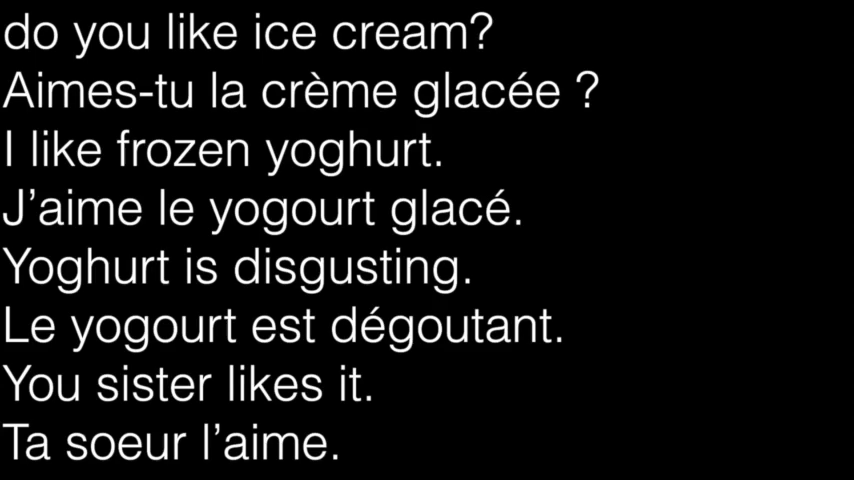 do you like ice cream?
Aimes-tu la crème glacée ?
I like frozen yoghurt.
J’aime le yogourt glacé.
Yoghurt is disgusting.
Le yogourt est dégoutant.
You sister likes it.
Ta soeur l’aime.